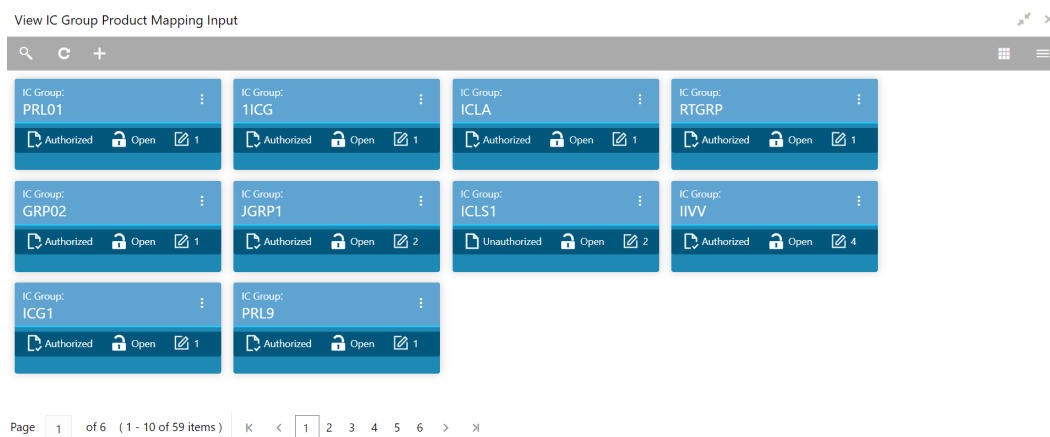 View IC Group Product Mapping Input
IC Group: IC Group: IC Group: IC Group:
PRL01 1ICG ICLA RTGRP
Authorized Open 1 Authorized Open 1 Authorized Open 1 Authorized Open 1
IC Group: IC Group: IC Group: IC Group:
GRP02 JGRP1 ICLS1 IIVV
Authorized Open 1 Authorized Open 2 Unauthorized Open 2 Authorized Open 4
IC Group: IC Group:
ICG1 PRL9
Authorized Open 1 Authorized Open 1
Page 1 of 6 ( 1 - 10 of 59 items ) 1 2 3 4 5 6